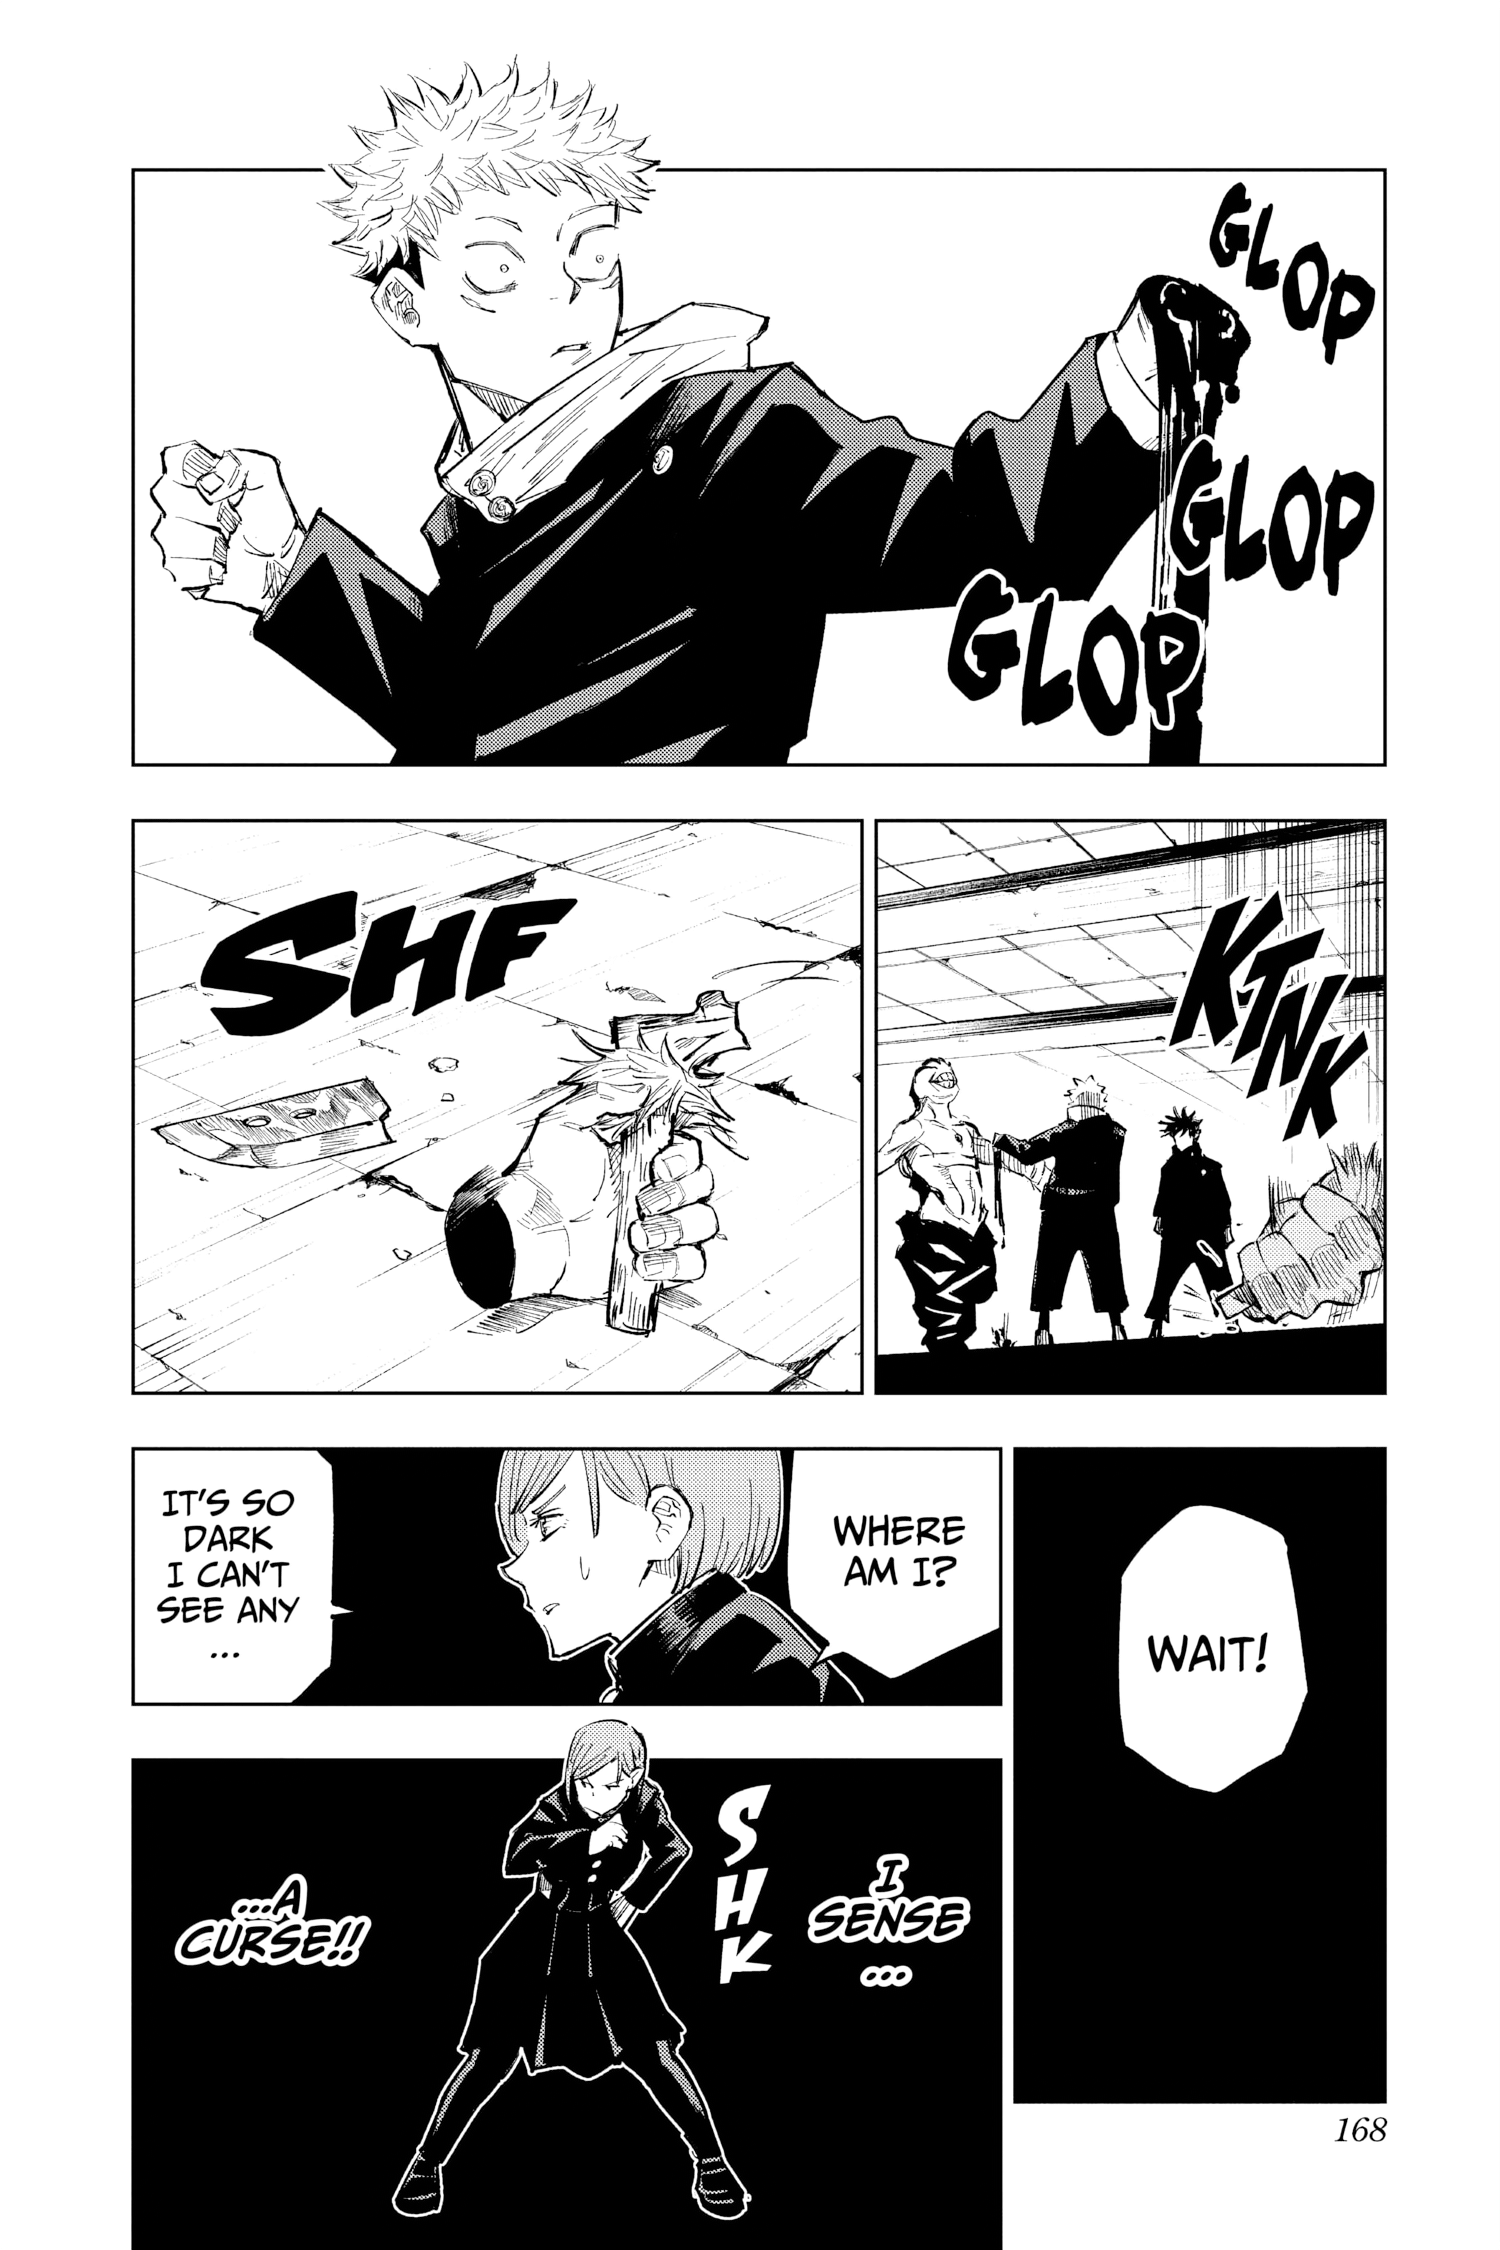 GLOP
GLOP
GLOP
KTNK
SHF
WAIT!
WHERE
AM I?
IT'S SO
DARK
I CAN'T
SEE ANY
...
I
SENSE
...
SHK
...A
CURSE!!
168